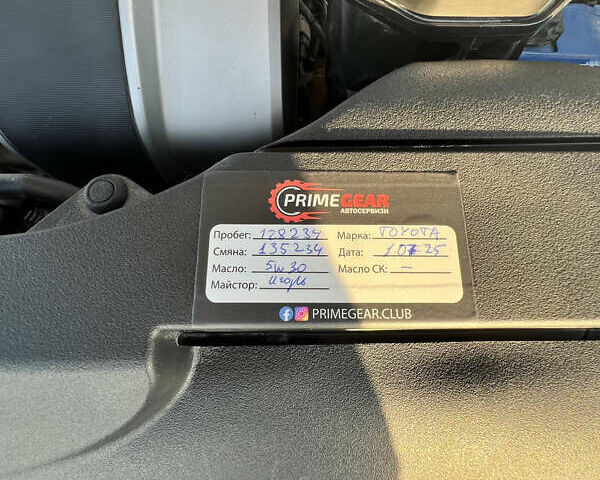 PRIMEGEAR
АВТОСЕРВИЗИ
Пробег: 128234 Марка: TOYOTA
Смяна: 135234 Дата: 10 7 25
Масло: 5w30 Масло СК: —
Майстор: Игорь
PRIMEGEAR.CLUB